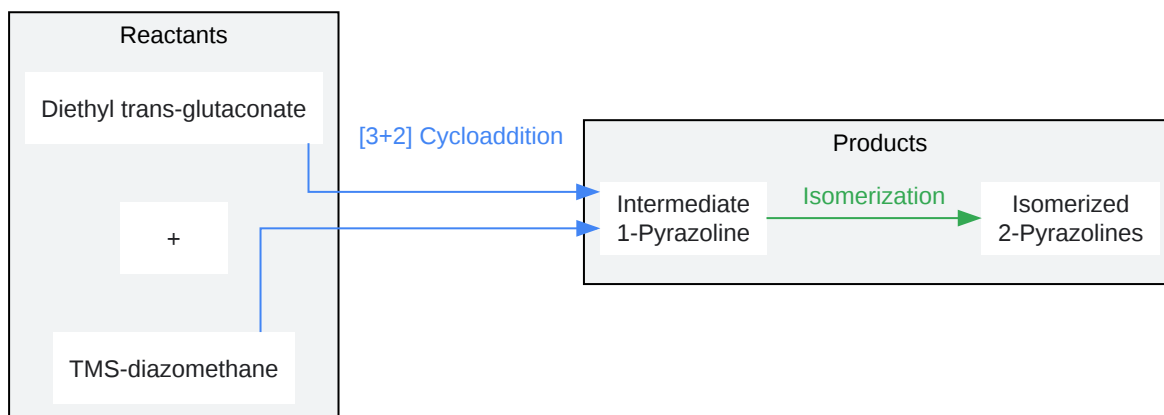 Reactants
Diethyl trans-glutaconate
+
TMS-diazomethane
[3+2] Cycloaddition
Products
Intermediate
1-Pyrazoline
Isomerization
Isomerized
2-Pyrazolines